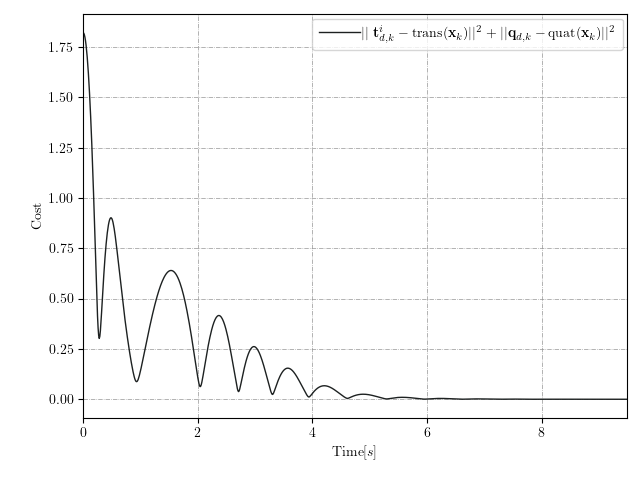 || t^i_{d,k} − trans(x_k)||^2 + ||q_{d,k} − quat(x_k)||^2
1.75
1.50
1.25
1.00
0.75
0.50
0.25
0.00
Cost
0 2 4 6 8
Time[s]